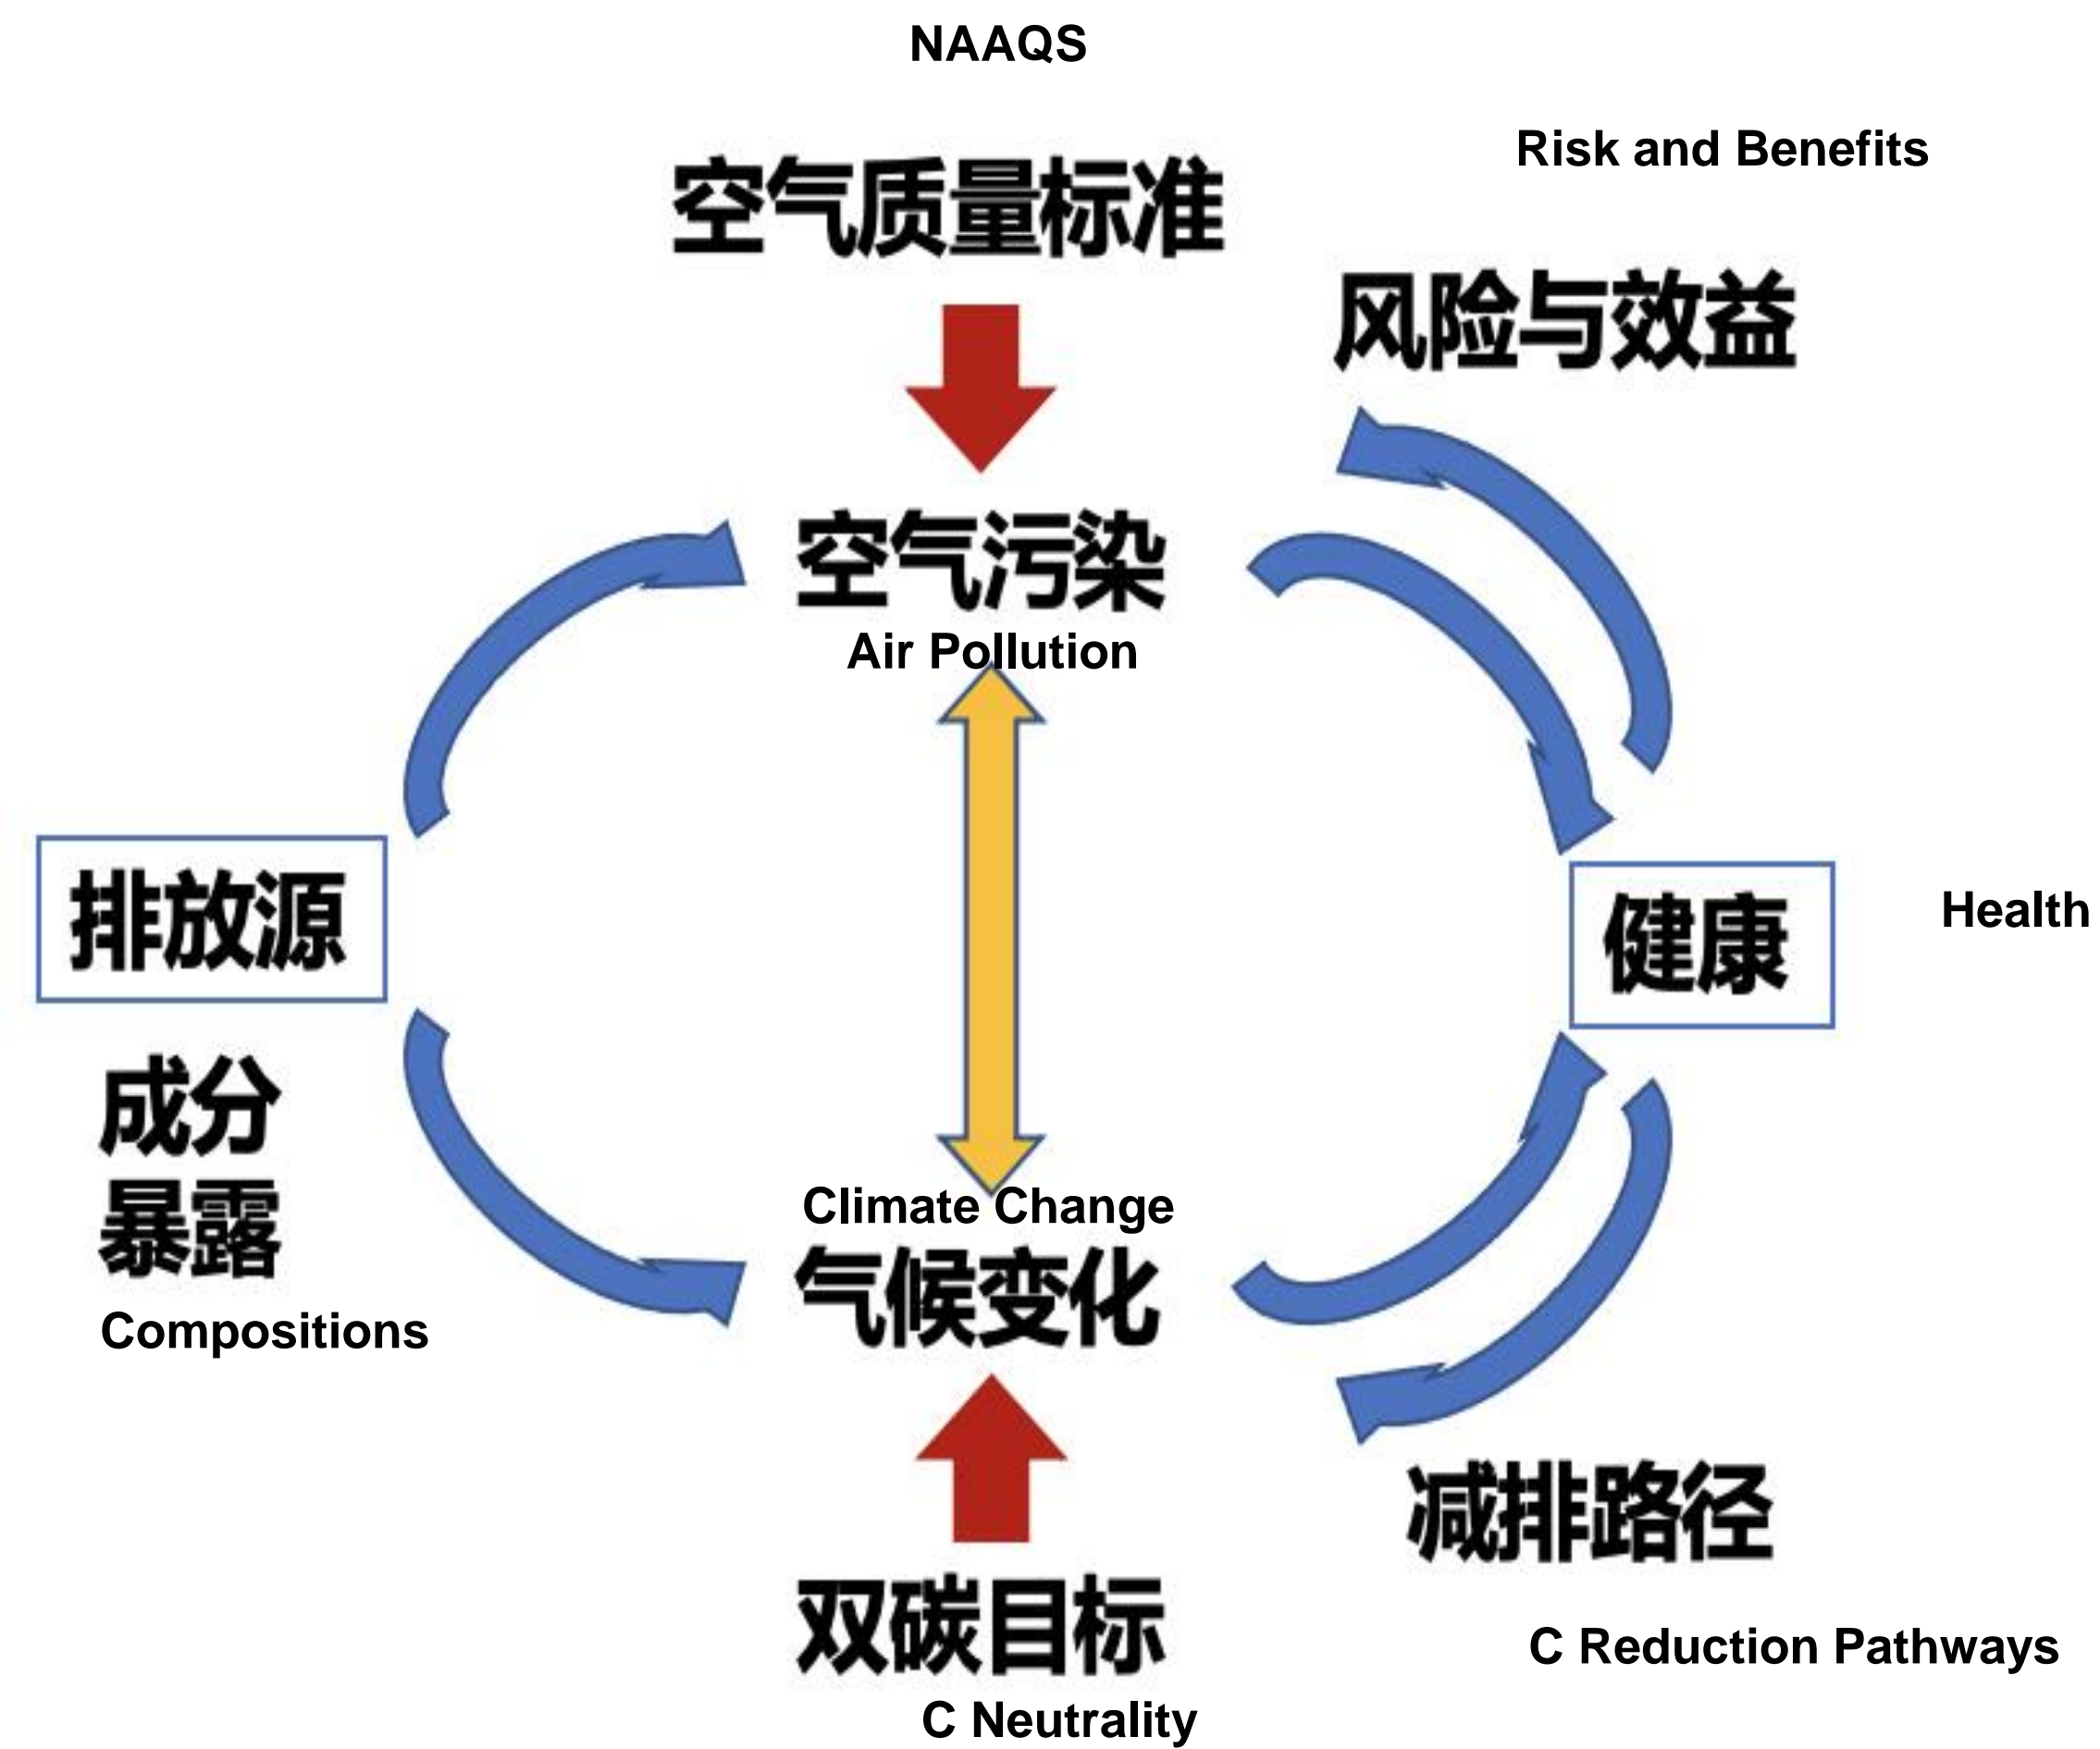 NAAQS
Risk and Benefits
空气质量标准
风险与效益
空气污染
Air Pollution
排放源
健康
Health
成分
暴露
Compositions
Climate Change
气候变化
减排路径
双碳目标
C Reduction Pathways
C Neutrality